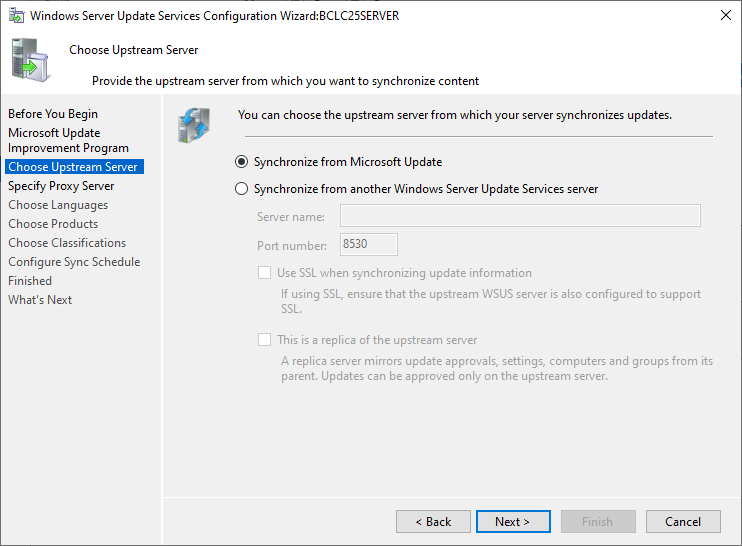 Windows Server Update Services Configuration Wizard:BCLC25SERVER
Choose Upstream Server
Provide the upstream server from which you want to synchronize content
Before You Begin
Microsoft Update
Improvement Program
Choose Upstream Server
Specify Proxy Server
Choose Languages
Choose Products
Choose Classifications
Configure Sync Schedule
Finished
What's Next
You can choose the upstream server from which your server synchronizes updates.
Synchronize from Microsoft Update
Synchronize from another Windows Server Update Services server
Server name:
Port number: 8530
Use SSL when synchronizing update information
If using SSL, ensure that the upstream WSUS server is also configured to support
SSL.
This is a replica of the upstream server
A replica server mirrors update approvals, settings, computers and groups from its
parent. Updates can be approved only on the upstream server.
< Back Next > Finish Cancel